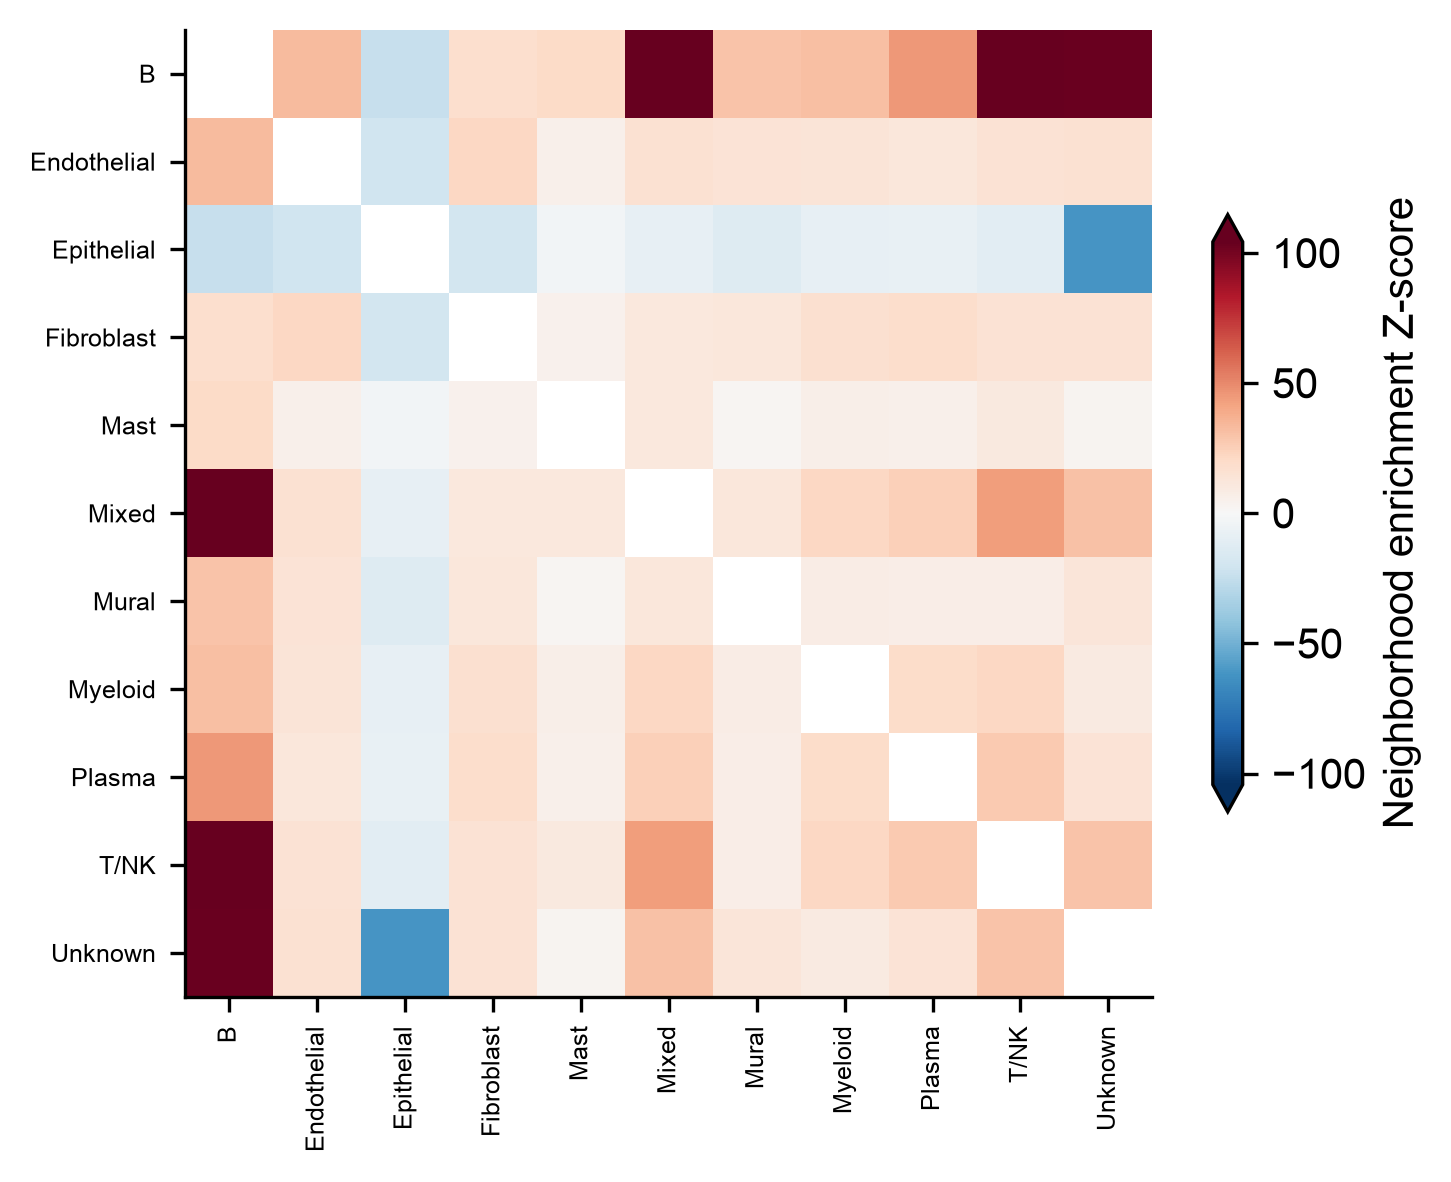 B
Endothelial
Epithelial
Fibroblast
Mast
Mixed
Mural
Myeloid
Plasma
T/NK
Unknown
B
Endothelial
Epithelial
Fibroblast
Mast
Mixed
Mural
Myeloid
Plasma
T/NK
Unknown
100
50
0
−50
−100
Neighborhood enrichment Z-score